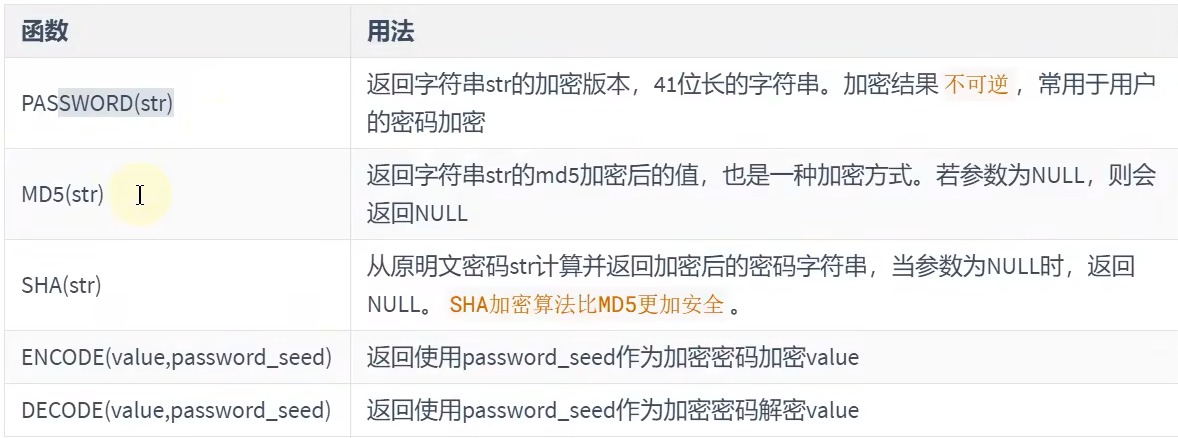 函数 用法
PASSWORD(str) 返回字符串str的加密版本，41位长的字符串。加密结果 不可逆 ，常用于用户
的密码加密
MD5(str) 返回字符串str的md5加密后的值，也是一种加密方式。若参数为NULL，则会
返回NULL
SHA(str) 从原明文密码str计算并返回加密后的密码字符串，当参数为NULL时，返回
NULL。 SHA加密算法比MD5更加安全 。
ENCODE(value,password_seed) 返回使用password_seed作为加密密码加密value
DECODE(value,password_seed) 返回使用password_seed作为加密密码解密value